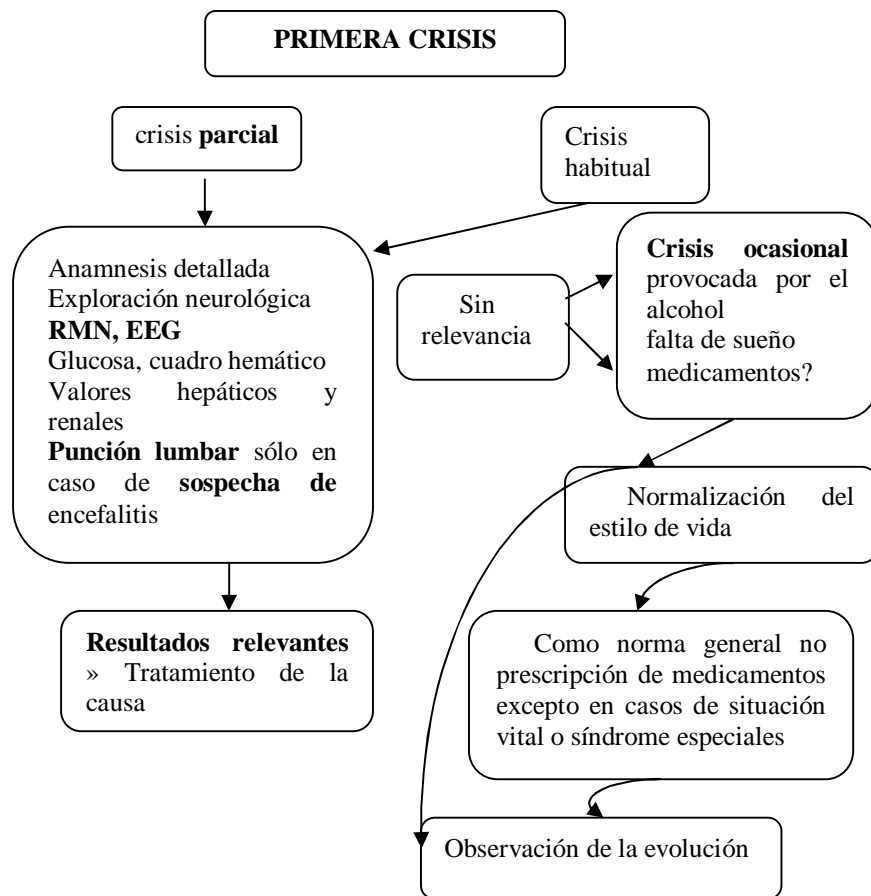 PRIMERA CRISIS
crisis parcial
Crisis
habitual
Anamnesis detallada
Exploración neurológica
RMN, EEG
Glucosa, cuadro hemático
Valores hepáticos y
renales
Punción lumbar sólo en
caso de sospecha de
encefalitis
Sin
relevancia
Crisis ocasional
provocada por el
alcohol
falta de sueño
medicamentos?
Normalización del
estilo de vida
Resultados relevantes
» Tratamiento de la
causa
Como norma general no
prescripción de medicamentos
excepto en casos de situación
vital o síndrome especiales
Observación de la evolución